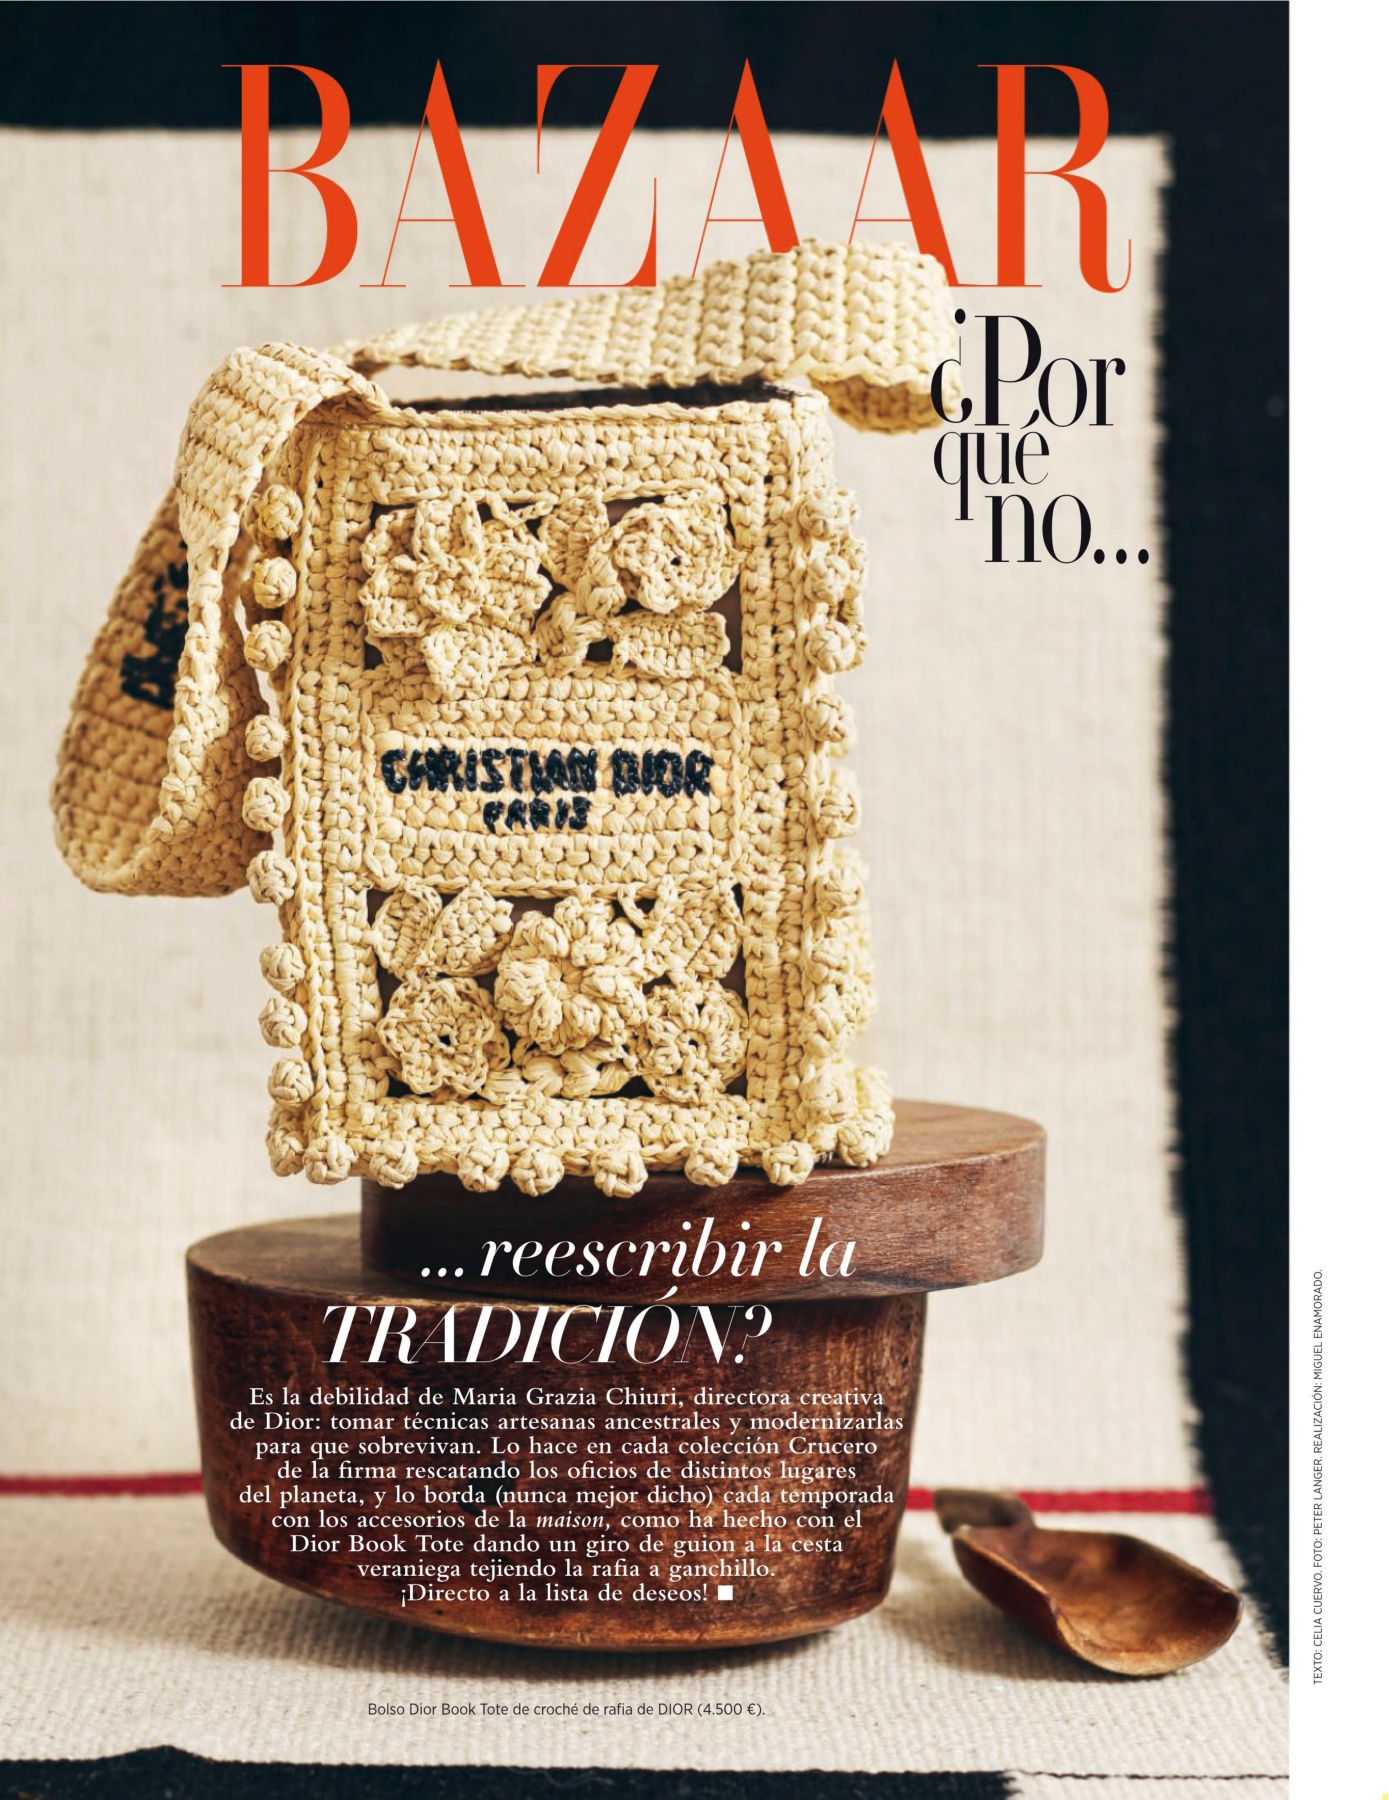 BAZAAR
¿Por
qué
no...
CHRISTIAN DIOR
PARIS
...reescribir la
TRADICIÓN?
Es la debilidad de Maria Grazia Chiuri, directora creativa
de Dior: tomar técnicas artesanas ancestrales y modernizarlas
para que sobrevivan. Lo hace en cada colección Crucero
de la firma rescatando los oficios de distintos lugares
del planeta, y lo borda (nunca mejor dicho) cada temporada
con los accesorios de la maison, como ha hecho con el
Dior Book Tote dando un giro de guion a la cesta
veraniega tejiendo la rafia a ganchillo.
¡Directo a la lista de deseos! ■
Bolso Dior Book Tote de croché de rafia de DIOR (4.500 €).
TEXTO: CELIA CUERVO. FOTO: PETER LANGER. REALIZACIÓN: MIGUEL ENAMORADO.